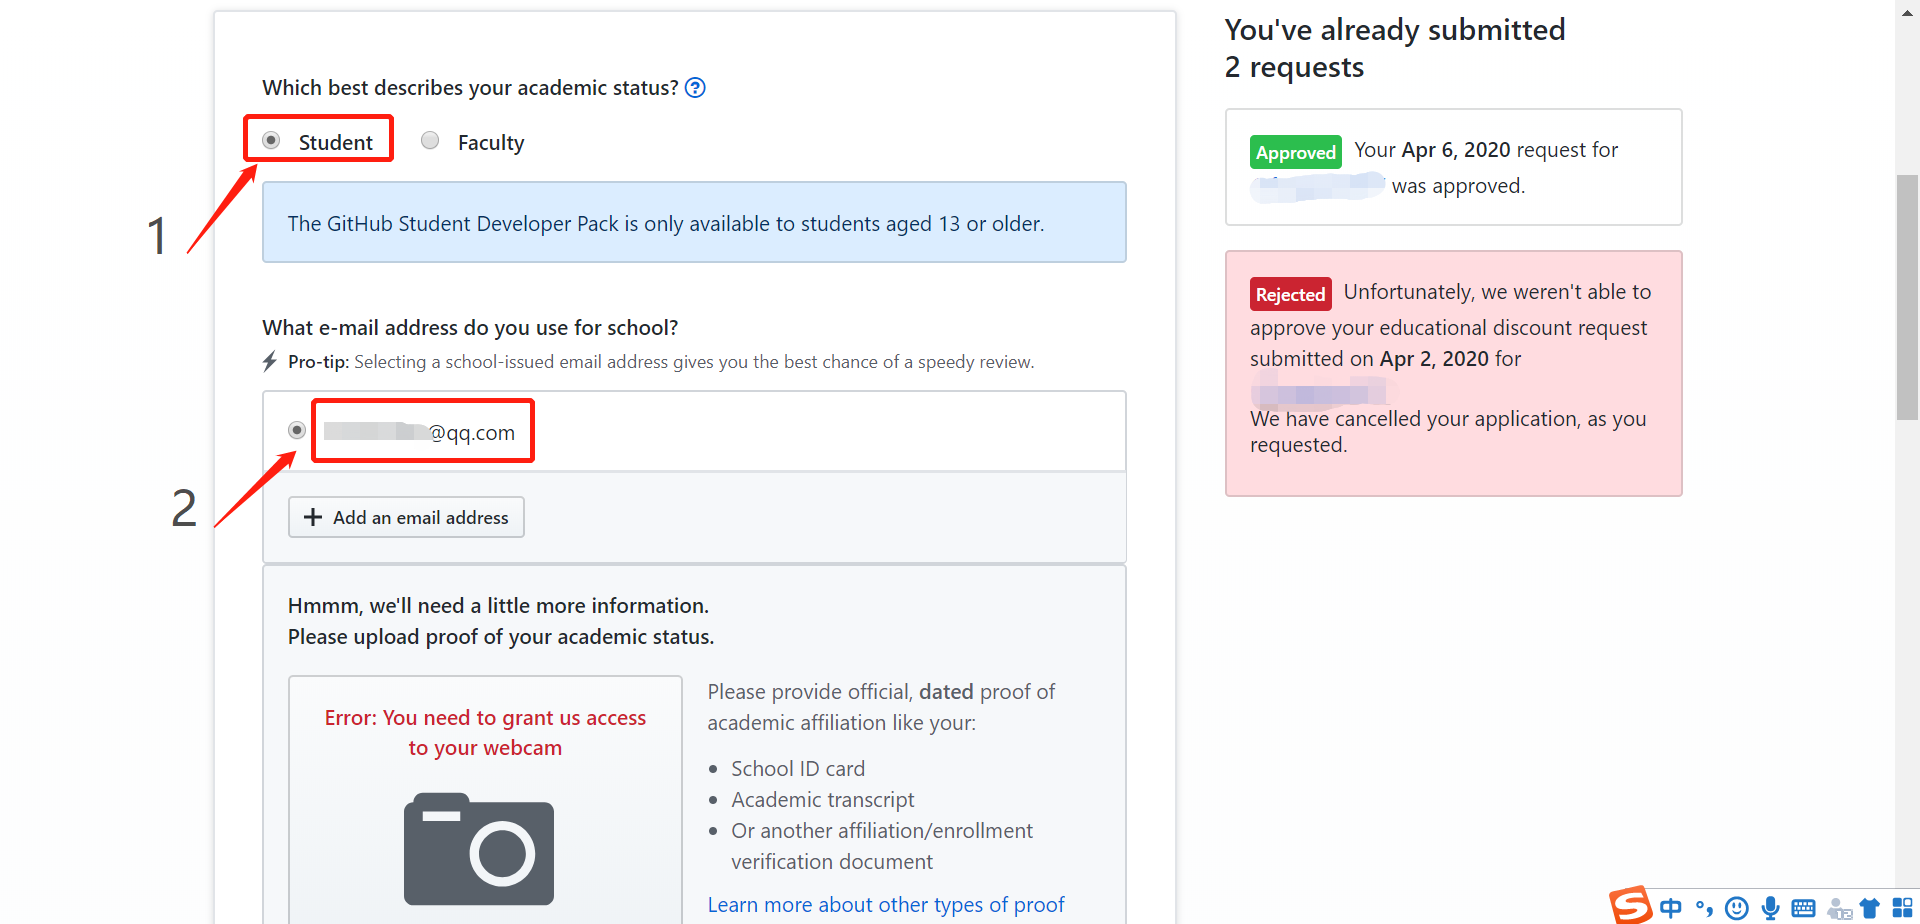 Which best describes your academic status? ?
Student
Faculty
1
The GitHub Student Developer Pack is only available to students aged 13 or older.
What e-mail address do you use for school?
Pro-tip: Selecting a school-issued email address gives you the best chance of a speedy review.
@qq.com
2
+ Add an email address
Hmmm, we'll need a little more information.
Please upload proof of your academic status.
Error: You need to grant us access
to your webcam
Please provide official, dated proof of
academic affiliation like your:
• School ID card
• Academic transcript
• Or another affiliation/enrollment
verification document
Learn more about other types of proof
You've already submitted
2 requests
Approved Your Apr 6, 2020 request for
was approved.
Rejected Unfortunately, we weren't able to
approve your educational discount request
submitted on Apr 2, 2020 for
We have cancelled your application, as you
requested.
S 中 °,
12